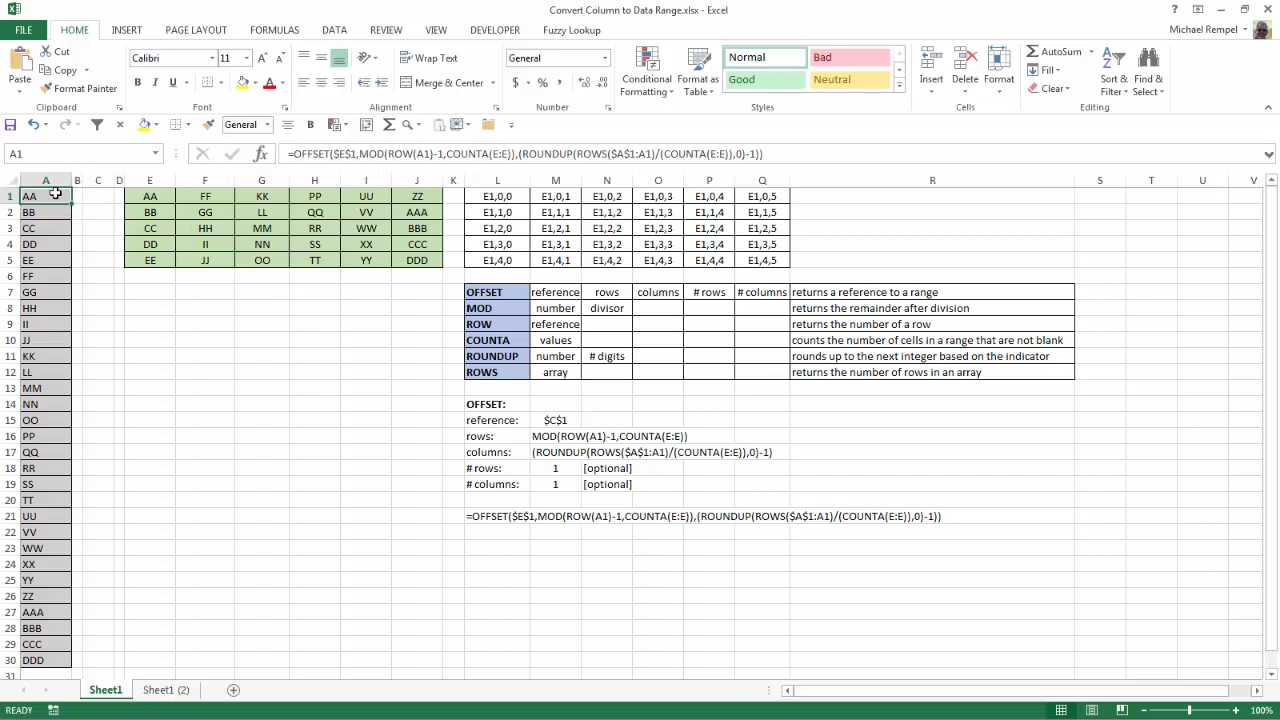 Convert Column to Data Range.xlsx - Excel
FILE HOME INSERT PAGE LAYOUT FORMULAS DATA REVIEW VIEW DEVELOPER Fuzzy Lookup Michael Rempel
Paste Cut Copy Format Painter
Calibri 11 B I U A
Wrap Text Merge & Center
General $ % ,
Conditional Formatting Format as Table
Normal Bad Good Neutral
Insert Delete Format
AutoSum Fill Clear
Sort & Filter Find & Select
Clipboard Font Alignment Number Styles Cells Editing
General B
A1 fx =OFFSET($E$1,MOD(ROW(A1)-1,COUNTA(E:E)),(ROUNDUP(ROWS($A$1:A1)/(COUNTA(E:E)),0)-1))
A B C D E F G H I J K L M N O P Q R S T U V
1 AA AA FF KK PP UU ZZ E1,0,0 E1,0,1 E1,0,2 E1,0,3 E1,0,4 E1,0,5
2 BB BB GG LL QQ VV AAA E1,1,0 E1,1,1 E1,1,2 E1,1,3 E1,1,4 E1,1,5
3 CC CC HH MM RR WW BBB E1,2,0 E1,2,1 E1,2,2 E1,2,3 E1,2,4 E1,2,5
4 DD DD II NN SS XX CCC E1,3,0 E1,3,1 E1,3,2 E1,3,3 E1,3,4 E1,3,5
5 EE EE JJ OO TT YY DDD E1,4,0 E1,4,1 E1,4,2 E1,4,3 E1,4,4 E1,4,5
6 FF
7 GG OFFSET reference rows columns # rows # columns returns a reference to a range
8 HH MOD number divisor returns the remainder after division
9 II ROW reference returns the number of a row
10 JJ COUNTA values counts the number of cells in a range that are not blank
11 KK ROUNDUP number # digits rounds up to the next integer based on the indicator
12 LL ROWS array returns the number of rows in an array
13 MM
14 NN OFFSET:
15 OO reference: $C$1
16 PP rows: MOD(ROW(A1)-1,COUNTA(E:E))
17 QQ columns: (ROUNDUP(ROWS($A$1:A1)/(COUNTA(E:E)),0)-1)
18 RR # rows: 1 [optional]
19 SS # columns: 1 [optional]
20 TT
21 UU =OFFSET($E$1,MOD(ROW(A1)-1,COUNTA(E:E)),(ROUNDUP(ROWS($A$1:A1)/(COUNTA(E:E)),0)-1))
22 VV
23 WW
24 XX
25 YY
26 ZZ
27 AAA
28 BBB
29 CCC
30 DDD
31
Sheet1 Sheet1 (2)
READY 100%